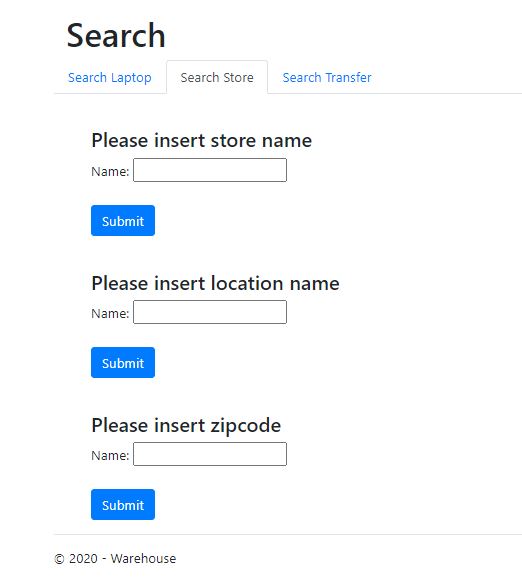 Search
Search Laptop Search Store Search Transfer
Please insert store name
Name:
Submit
Please insert location name
Name:
Submit
Please insert zipcode
Name:
Submit
© 2020 - Warehouse